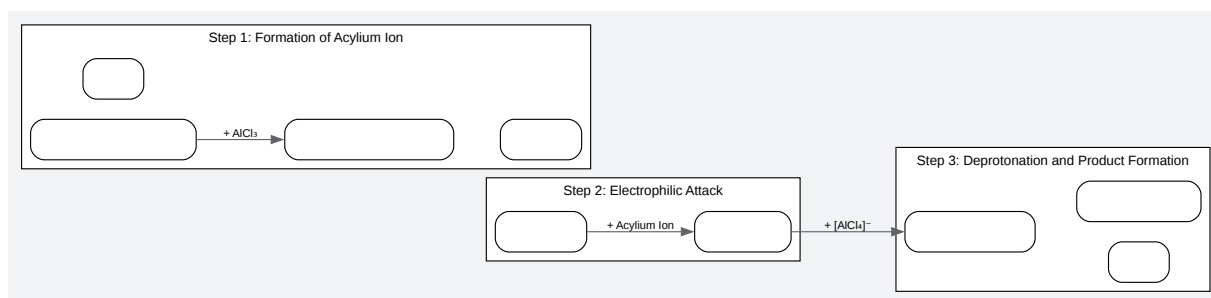 Step 1: Formation of Acylium Ion
+ AlCl₃
Step 2: Electrophilic Attack
+ Acylium Ion
+ [AlCl₄]⁻
Step 3: Deprotonation and Product Formation